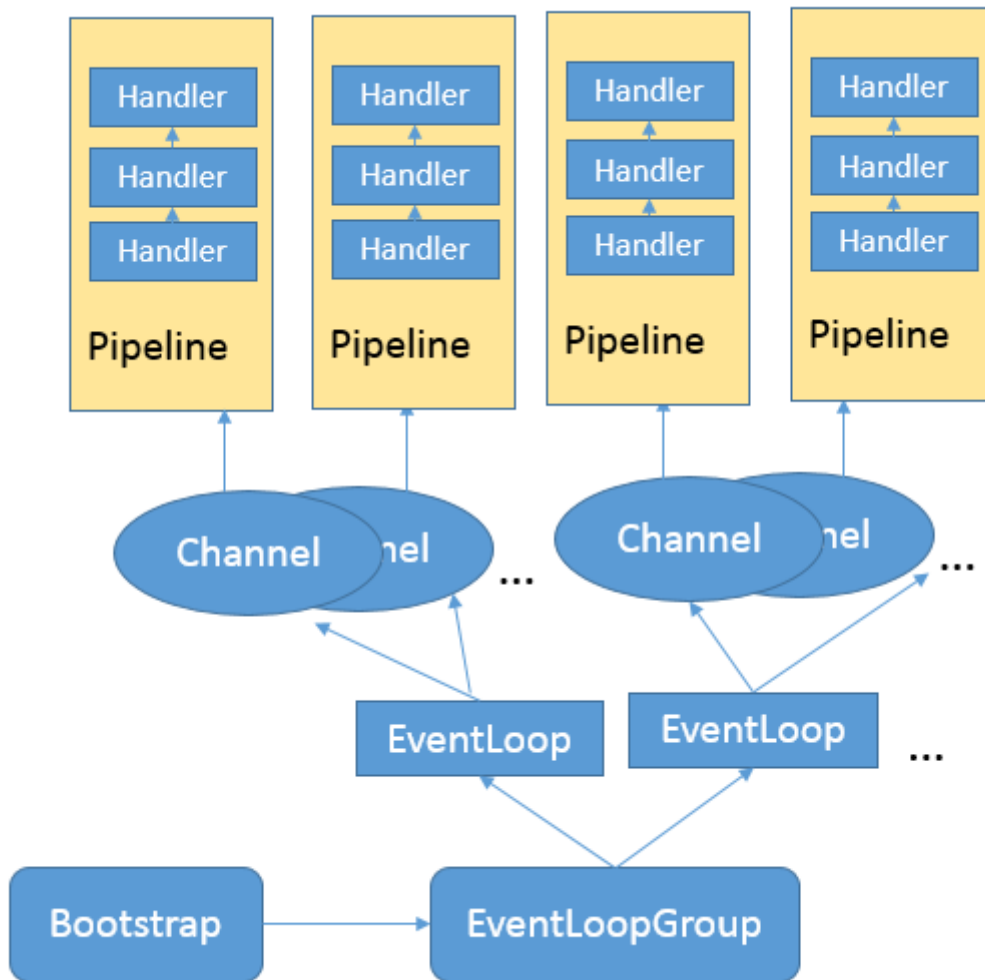 Handler
Handler
Handler
Pipeline
Handler
Handler
Handler
Pipeline
Handler
Handler
Handler
Pipeline
Handler
Handler
Handler
Pipeline
Channel
nel
...
Channel
nel
...
EventLoop
EventLoop
...
Bootstrap
EventLoopGroup